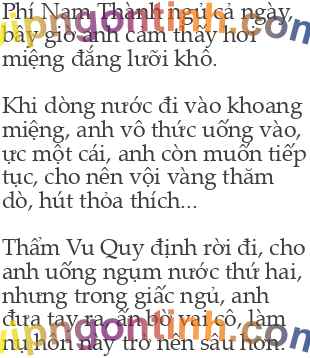 Phí Nam Thành ngủ cả ngày,
bây giờ anh cảm thấy hơi
miệng đắng lưỡi khô.
Khi dòng nước đi vào khoang
miệng, anh vô thức uống vào,
ực một cái, anh còn muốn tiếp
tục, cho nên vội vàng thăm
dò, hút thỏa thích...
Thẩm Vu Quy định rời đi, cho
anh uống ngụm nước thứ hai,
nhưng trong giấc ngủ, anh
đưa tay ra, ấn bờ vai cô, làm
nụ hôn này trở nên sâu hơn.
vipngontinh.com
vipngontinh.com